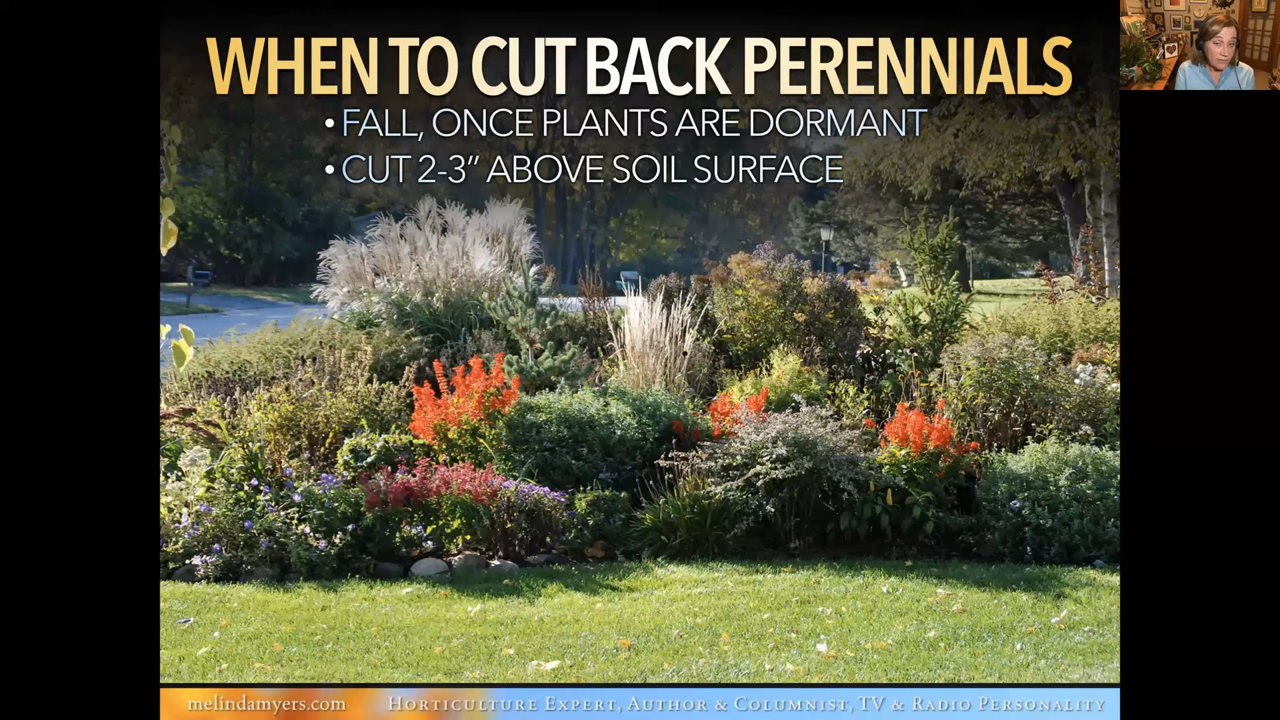 WHEN TO CUT BACK PERENNIALS
• FALL, ONCE PLANTS ARE DORMANT
• CUT 2-3” ABOVE SOIL SURFACE
melindamyers.com HORTICULTURE EXPERT, AUTHOR & COLUMNIST, TV & RADIO PERSONALITY